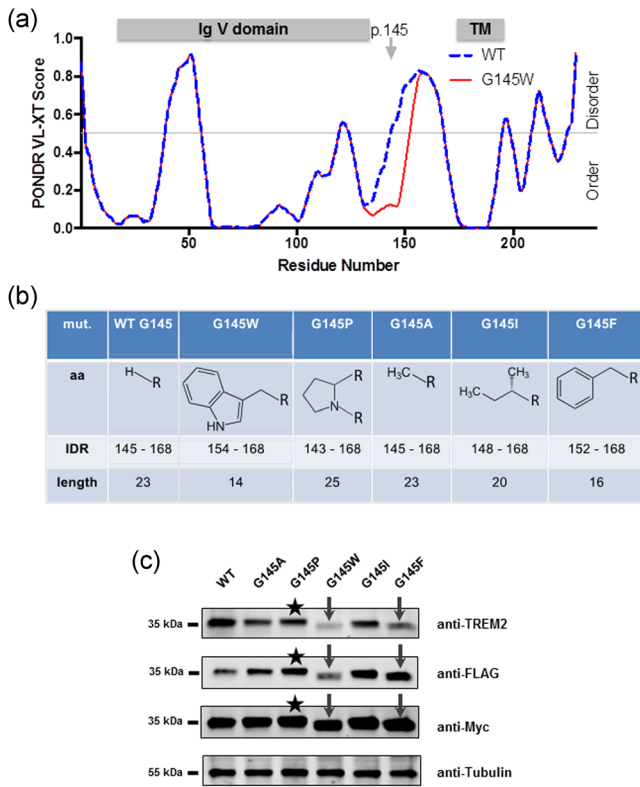 (a)
Ig V domain
p.145
TM
WT
G145W
PONDR VL-XT Score
1.0
0.8
0.6
0.4
0.2
0.0
Disorder
Order
50
100
150
200
Residue Number
(b)
mut. WT G145 G145W G145P G145A G145I G145F
aa
H R
NH R
N R
H₃C R
CH₃ H₃C R
R
IDR 145 - 168 154 - 168 143 - 168 145 - 168 148 - 168 152 - 168
length 23 14 25 23 20 16
(c)
WT G145A G145P G145W G145I G145F
35 kDa anti-TREM2
35 kDa anti-FLAG
35 kDa anti-Myc
55 kDa anti-Tubulin